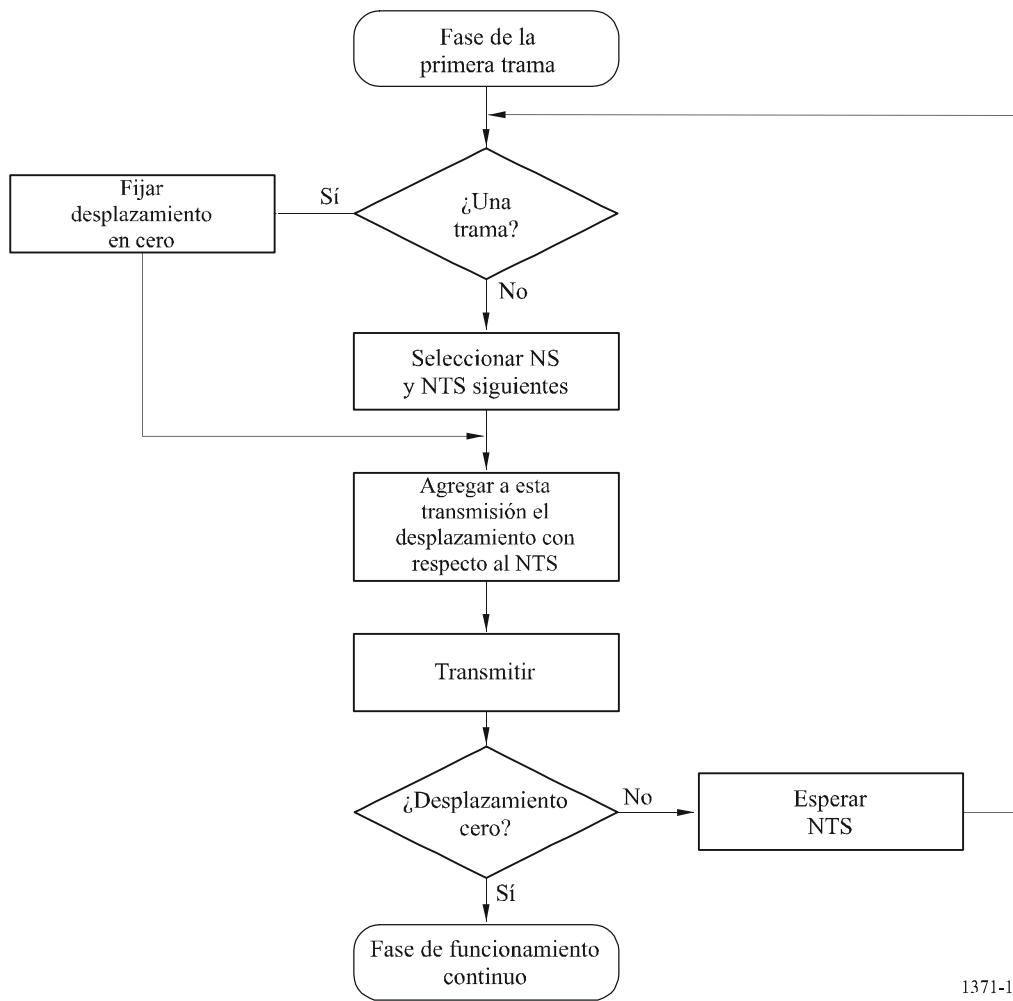 Fase de la
primera trama
¿Una
trama?
Sí
Fijar
desplazamiento
en cero
No
Seleccionar NS
y NTS siguientes
Agregar a esta
transmisión el
desplazamiento con
respecto al NTS
Transmitir
¿Desplazamiento
cero?
No
Esperar
NTS
Sí
Fase de funcionamiento
continuo
1371-1